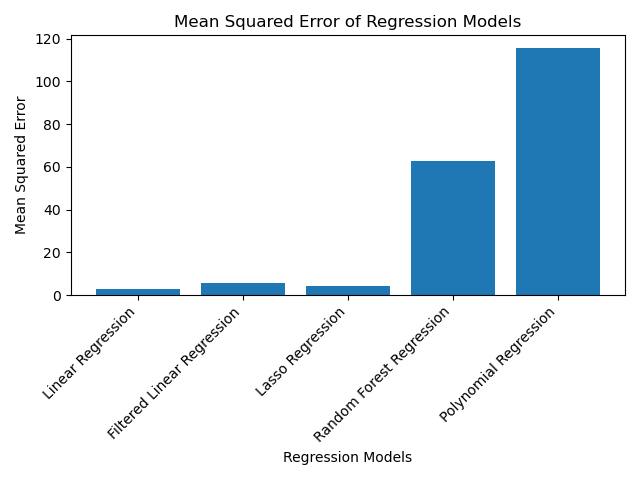 Mean Squared Error of Regression Models
Mean Squared Error
120
100
80
60
40
20
0
Linear Regression
Filtered Linear Regression
Lasso Regression
Random Forest Regression
Polynomial Regression
Regression Models